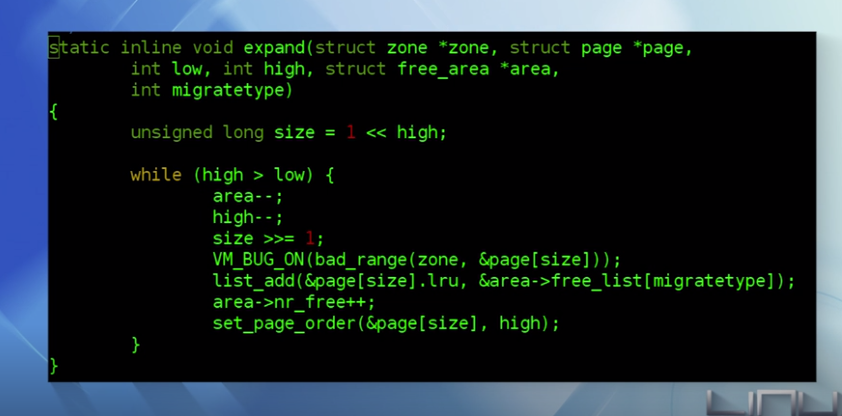 static inline void expand(struct zone *zone, struct page *page,
        int low, int high, struct free_area *area,
        int migratetype)
{
        unsigned long size = 1 << high;

        while (high > low) {
                area--;
                high--;
                size >>= 1;
                VM_BUG_ON(bad_range(zone, &page[size]));
                list_add(&page[size].lru, &area->free_list[migratetype]);
                area->nr_free++;
                set_page_order(&page[size], high);
        }
}